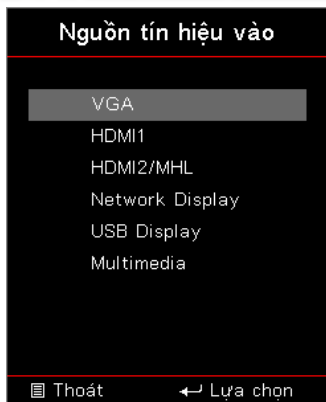 Nguồn tín hiệu vào
VGA
HDMI1
HDMI2/MHL
Network Display
USB Display
Multimedia
Thoát Lựa chọn